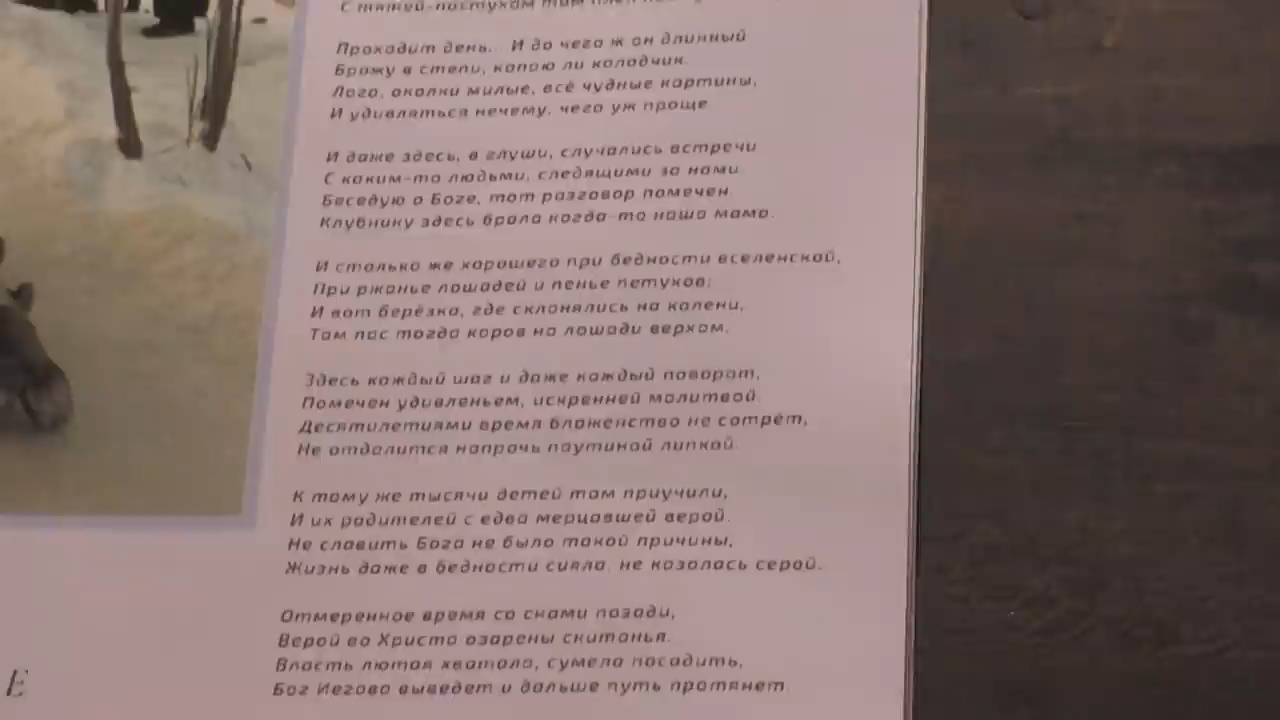 Проходит день... И до чего ж он длинный
Брожу в степи, копаю ли колодчик.
Лога, околки милые, всё чудные картины,
И удивляться нечему, чего уж проще
И даже здесь, в глуши, случались встречи
С каким-то людьми, следящими за нами.
Беседую о Боге, тот разговор помечен.
Клубнику здесь брала когда-то наша мама.
И столько же хорошего при бедности вселенской,
При ржанье лошадей и пенье петухов;
И вот берёзка, где склонялись на колени,
Там пас тогда коров на лошади верхом.
Здесь каждый шаг и даже каждый поворот,
Помечен удивленьем, искренней молитвой.
Десятилетиями время блаженство не сотрёт,
Не отдалится напрочь паутиной липкой.
К тому же тысячи детей там приучили,
И их родителей с едва мерцавшей верой.
Не славить Бога не было такой причины,
Жизнь даже в бедности сияла, не казалась серой.
Отмеренное время со снами позади,
Верой во Христа озарены скитанья.
Власть лютая хватала, сумела посадить,
Бог Иегова выведет и дальше путь протянет
Е